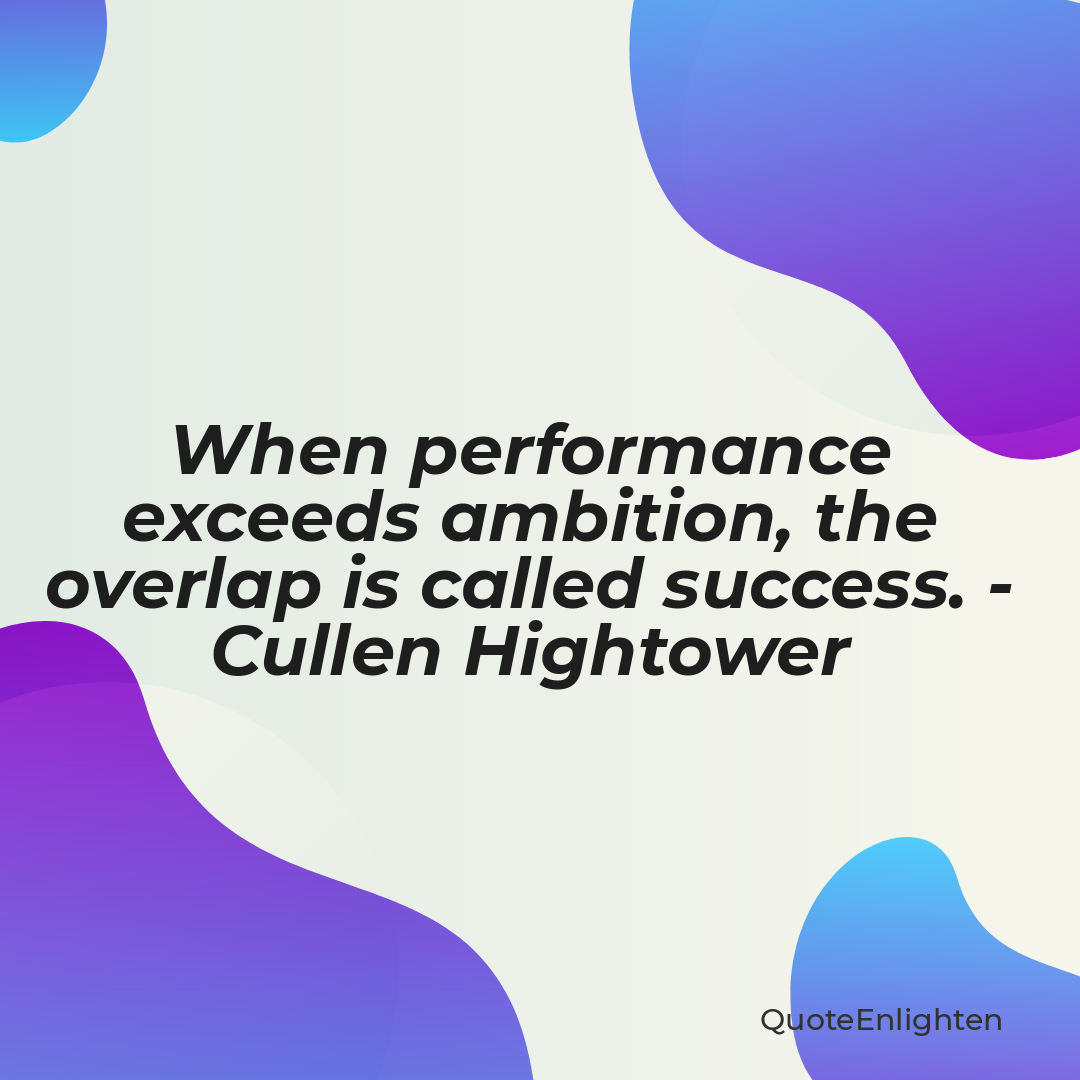 When performance
exceeds ambition, the
overlap is called success. -
Cullen Hightower
QuoteEnlighten